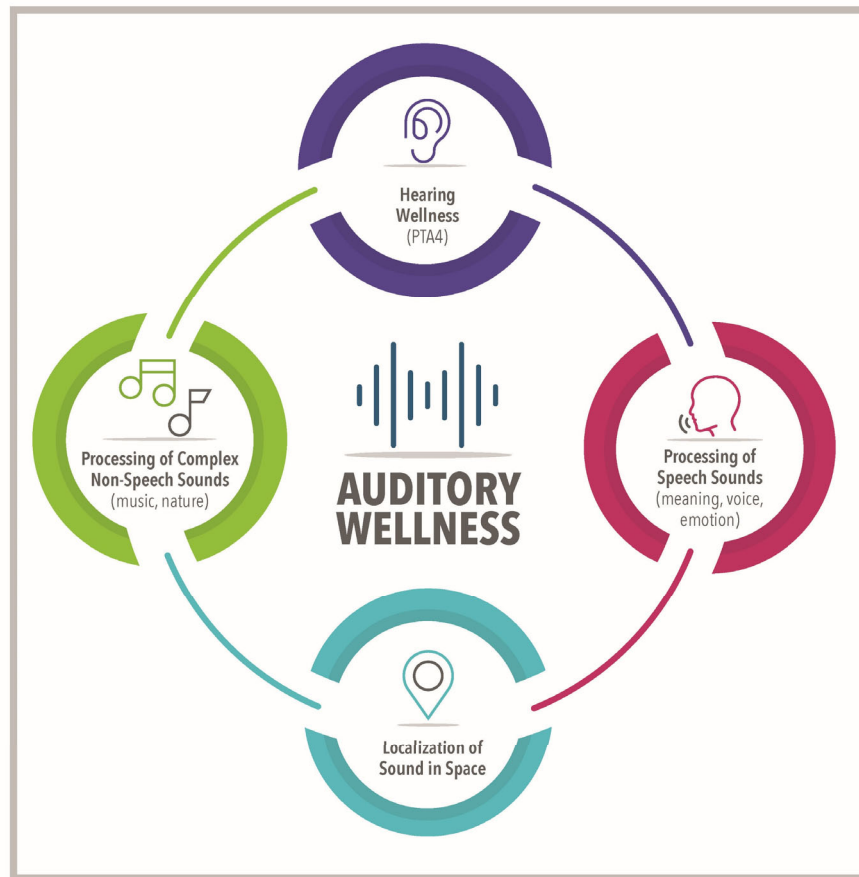 Hearing
Wellness
(PTA4)
Processing of Complex
Non-Speech Sounds
(music, nature)
AUDITORY
WELLNESS
Processing of
Speech Sounds
(meaning, voice,
emotion)
Localization of
Sound in Space